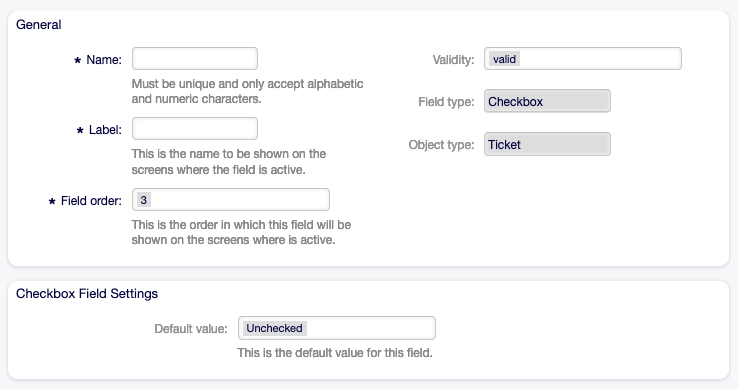 General
* Name:
Must be unique and only accept alphabetic
and numeric characters.
* Label:
This is the name to be shown on the
screens where the field is active.
* Field order: 3
This is the order in which this field will be
shown on the screens where is active.
Validity: valid
Field type: Checkbox
Object type: Ticket
Checkbox Field Settings
Default value: Unchecked
This is the default value for this field.